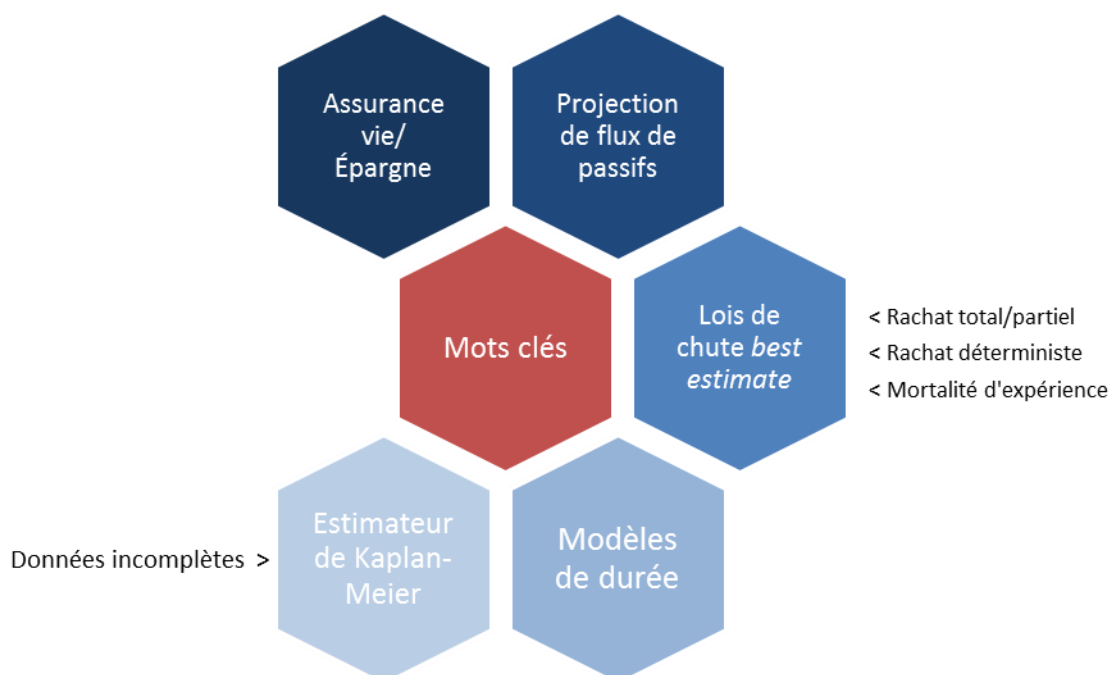 Assurance
vie/
Épargne
Projection
de flux de
passifs
Mots clés
Lois de
chute best
estimate
< Rachat total/partiel
< Rachat déterministe
< Mortalité d'expérience
Données incomplètes >
Estimateur
de Kaplan-
Meier
Modèles
de durée